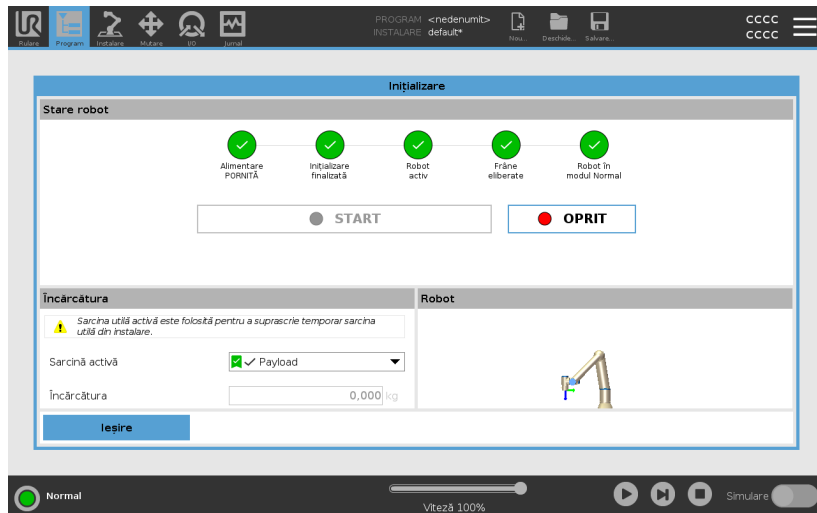 PROGRAM <nedenumit>
INSTALARE default*
cccc
cccc
UR
Rulare Program Instalare Mutare I/O Jurnal
Nou... Deschide... Salvare...
Inițializare
Stare robot
Alimentare
PORNITĂ
Inițializare
finalizată
Robot
activ
Frâne
eliberate
Robot în
modul Normal
START
OPRIT
Încărcătura
Robot
Sarcina utilă activă este folosită pentru a suprascrie temporar sarcina
utilă din instalare.
Sarcină activă
Payload
Încărcătura
0,000 kg
Ieșire
Normal
Viteză 100%
Simulare